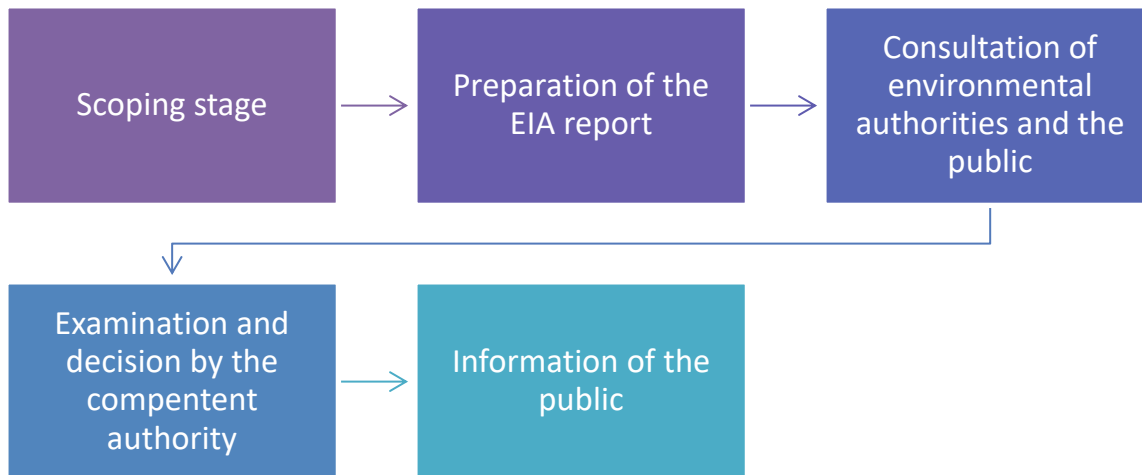 Scoping stage
Preparation of the
EIA report
Consultation of
environmental
authorities and the
public
Examination and
decision by the
compentent
authority
Information of the
public